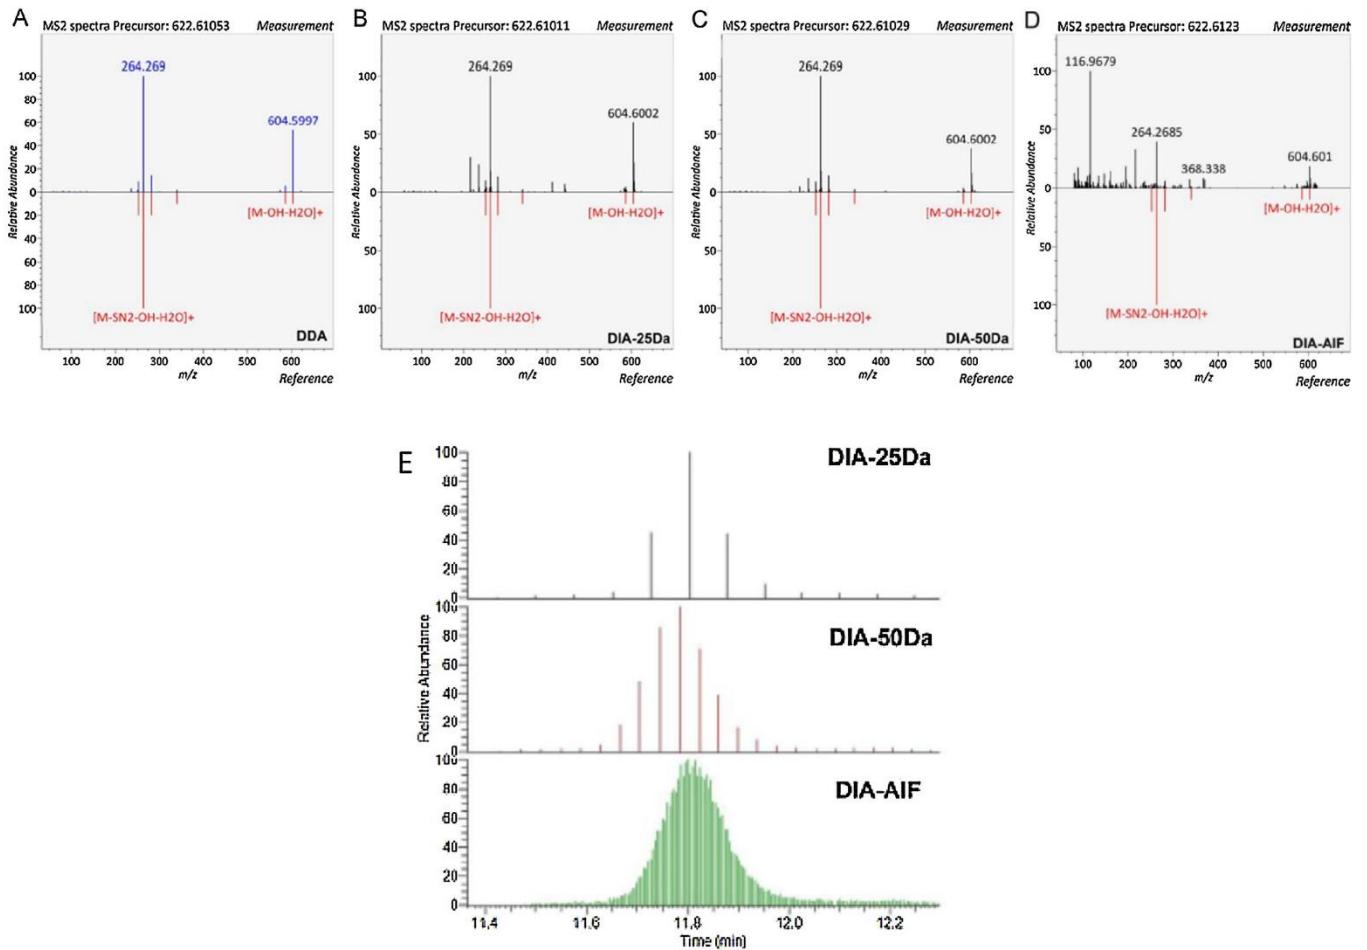 A
MS2 spectra Precursor: 622.61053 Measurement
264.269
604.5997
100
80
60
40
20
0
20
40
60
80
100
Relative Abundance
[M-OH-H2O]+
[M-SN2-OH-H2O]+
DDA
100 200 300 400 500 600
m/z
Reference
B
MS2 spectra Precursor: 622.61011 Measurement
264.269
604.6002
100
50
0
50
100
Relative Abundance
[M-OH-H2O]+
[M-SN2-OH-H2O]+
DIA-25Da
100 200 300 400 500 600
m/z
Reference
C
MS2 spectra Precursor: 622.61029 Measurement
264.269
604.6002
100
50
0
50
100
Relative Abundance
[M-OH-H2O]+
[M-SN2-OH-H2O]+
DIA-50Da
100 200 300 400 500 600
m/z
Reference
D
MS2 spectra Precursor: 622.6123 Measurement
116.9679
264.2685
368.338
604.601
100
50
0
50
100
Relative Abundance
[M-OH-H2O]+
[M-SN2-OH-H2O]+
DIA-AIF
100 200 300 400 500 600
m/z
Reference
E
DIA-25Da
100
80
60
40
20
0
DIA-50Da
100
80
60
40
20
0
Relative Abundance
DIA-AIF
100
80
60
40
20
0
11.4 11.6 11.8 12.0 12.2
Time (min)